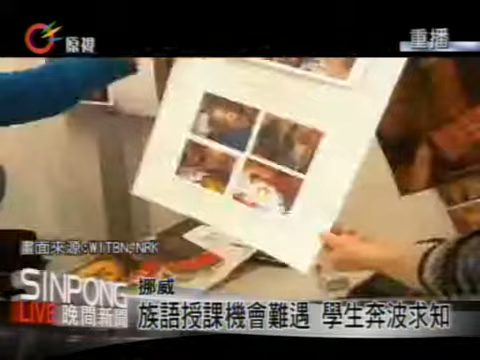 原視
重播
畫面來源:WITBN,NRK
SINPONG
挪威
LIVE 晚間新聞
族語授課機會難遇 學生奔波求知